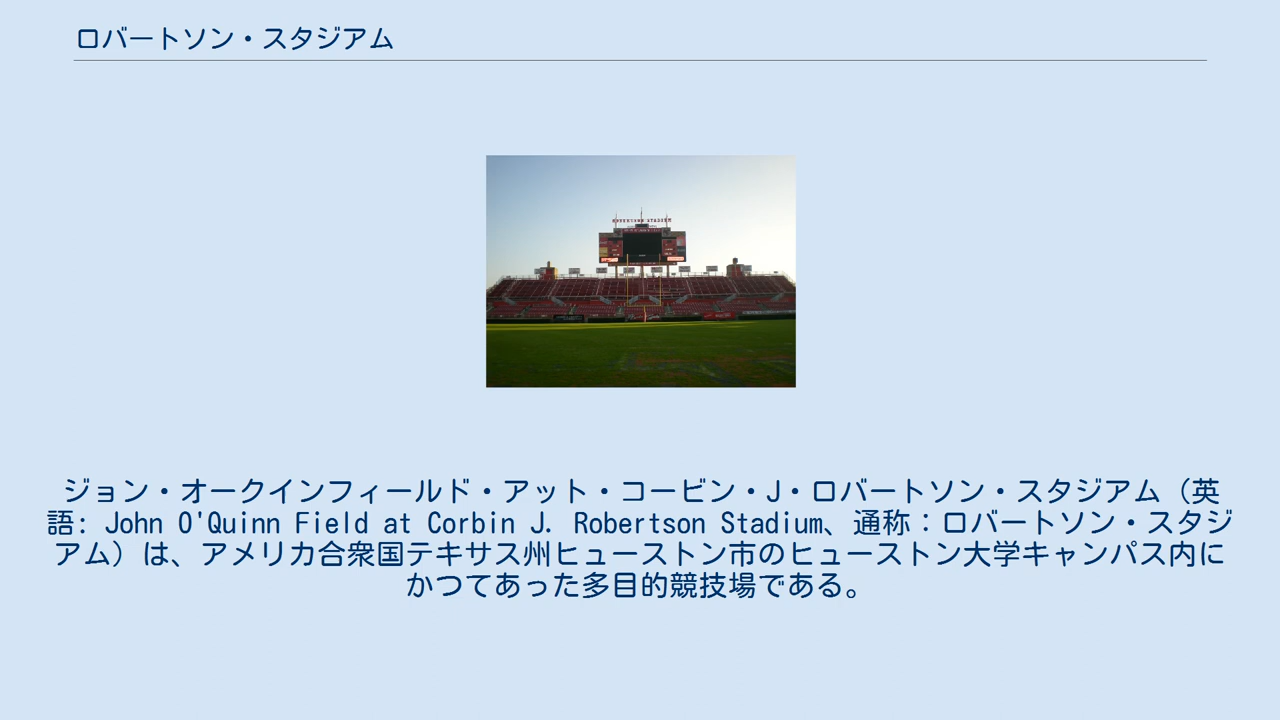 ロバートソン・スタジアム
ジョン・オークインフィールド・アット・コービン・J・ロバートソン・スタジアム（英
語: John O'Quinn Field at Corbin J. Robertson Stadium、通称：ロバートソン・スタジ
アム）は、アメリカ合衆国テキサス州ヒューストン市のヒューストン大学キャンパス内に
かつてあった多目的競技場である。